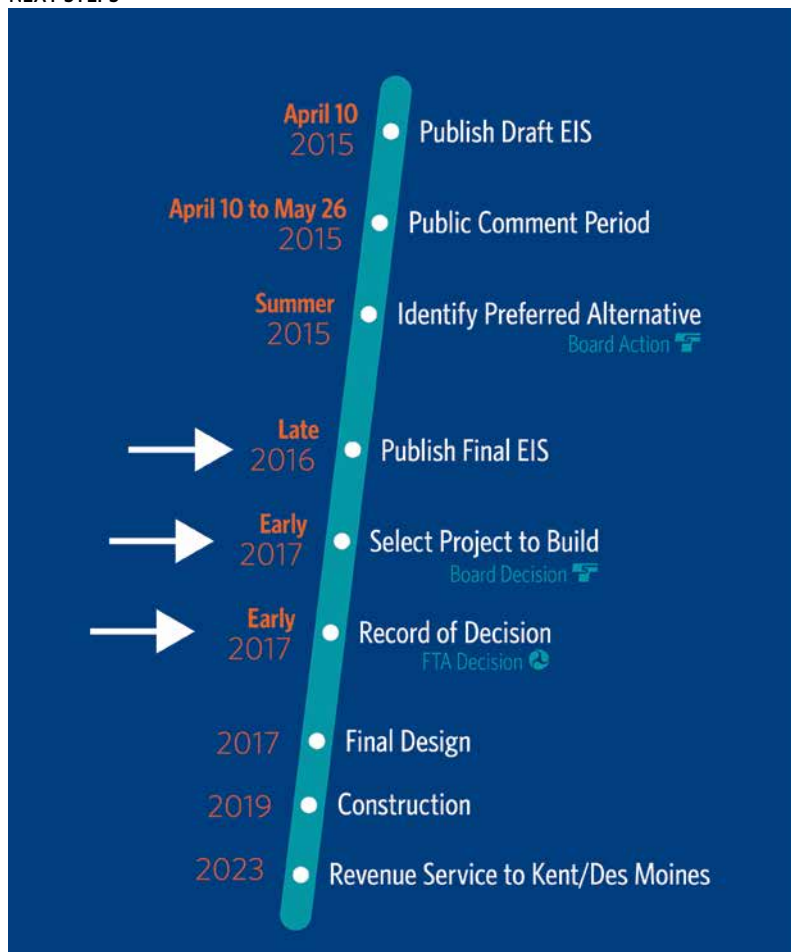 NEXT STEPS
April 10
2015
Publish Draft EIS
April 10 to May 26
2015
Public Comment Period
Summer
2015
Identify Preferred Alternative
Board Action
Late
2016
Publish Final EIS
Early
2017
Select Project to Build
Board Decision
Early
2017
Record of Decision
FTA Decision
2017
Final Design
2019
Construction
2023
Revenue Service to Kent/Des Moines